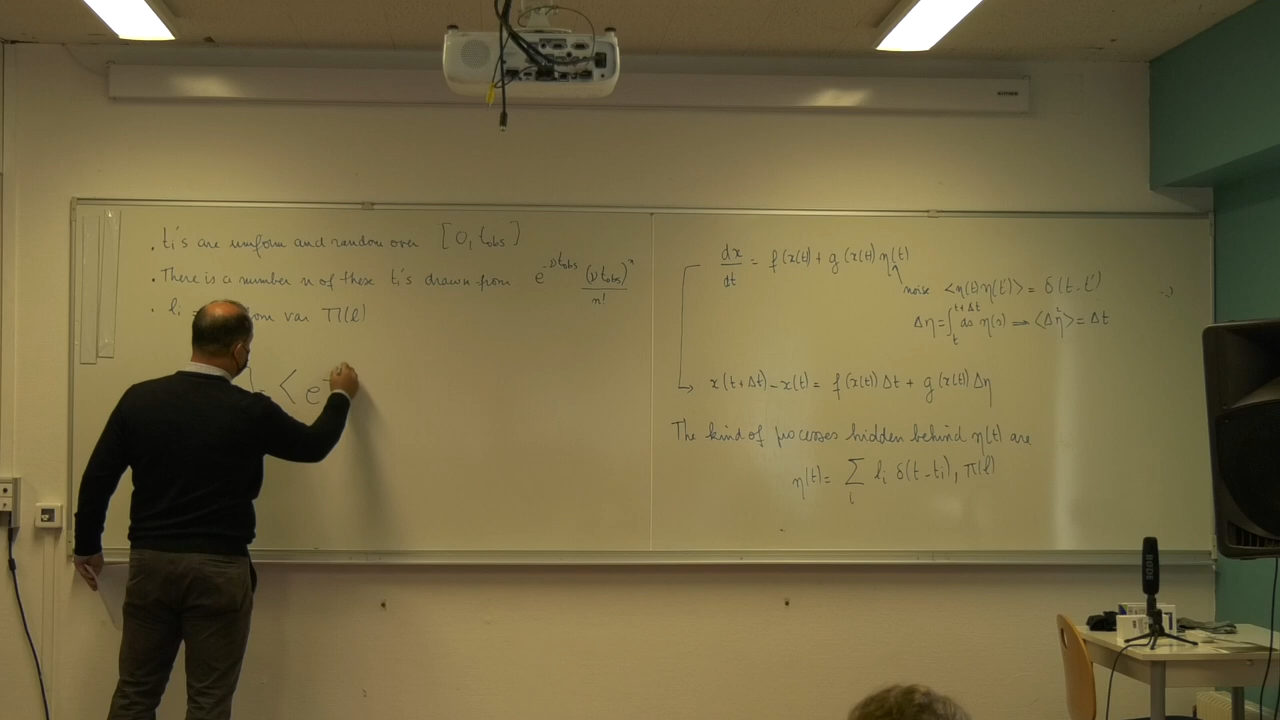 . ti's are uniform and random over [0, tobs]
. There is a number n of these ti's drawn from e^{-νtobs} (νtobs)^n / n!
. li = om var Π(l)
= < e^-
dx/dt = f(x(t)) + g(x(t)) η(t)
noise <η(t)η(t')> = δ(t-t')
Δη = ∫_t^{t+Δt} ds η(s) ⇒ <Δη²> = Δt
→ x(t+Δt) - x(t) = f(x(t)) Δt + g(x(t)) Δη
The kind of processes hidden behind η(t) are
η(t) = Σ_i li δ(t-ti), Π(l)
RODE